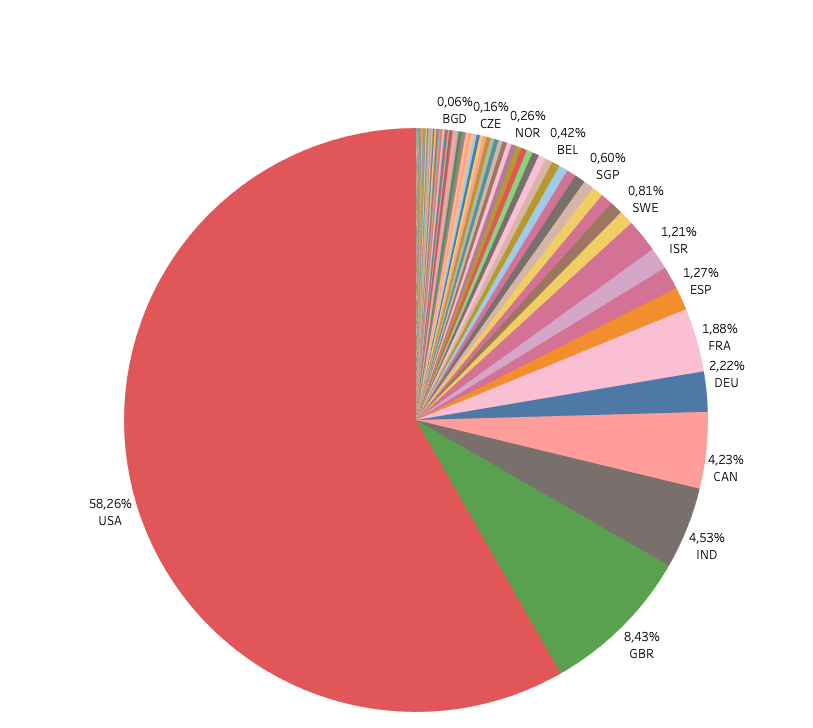 0,06%
BGD
0,16%
CZE
0,26%
NOR
0,42%
BEL
0,60%
SGP
0,81%
SWE
1,21%
ISR
1,27%
ESP
1,88%
FRA
2,22%
DEU
4,23%
CAN
4,53%
IND
8,43%
GBR
58,26%
USA